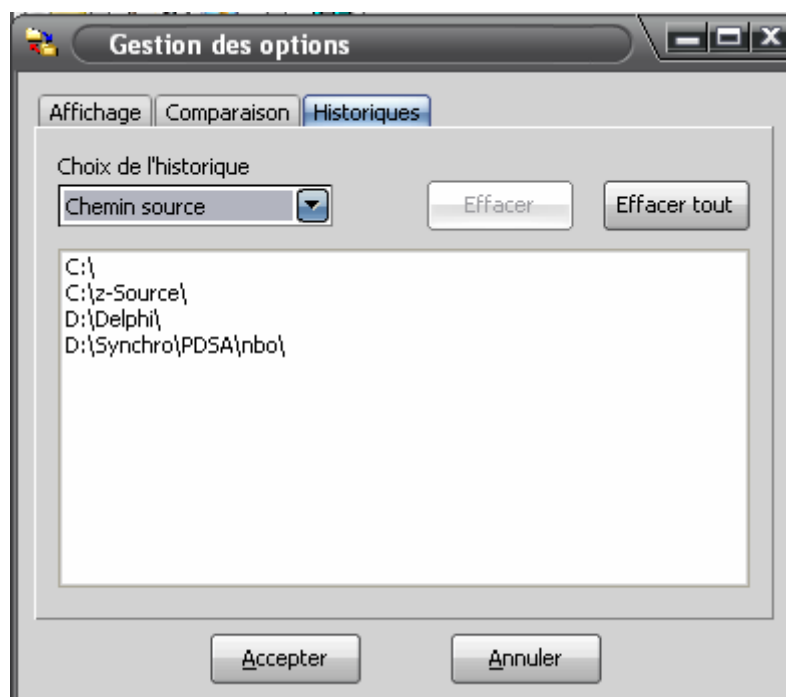 Gestion des options
Affichage Comparaison Historiques
Choix de l'historique
Chemin source Effacer Effacer tout
C:\
C:\z-Source\
D:\Delphi\
D:\Synchro\PDSA\nbo\
Accepter Annuler